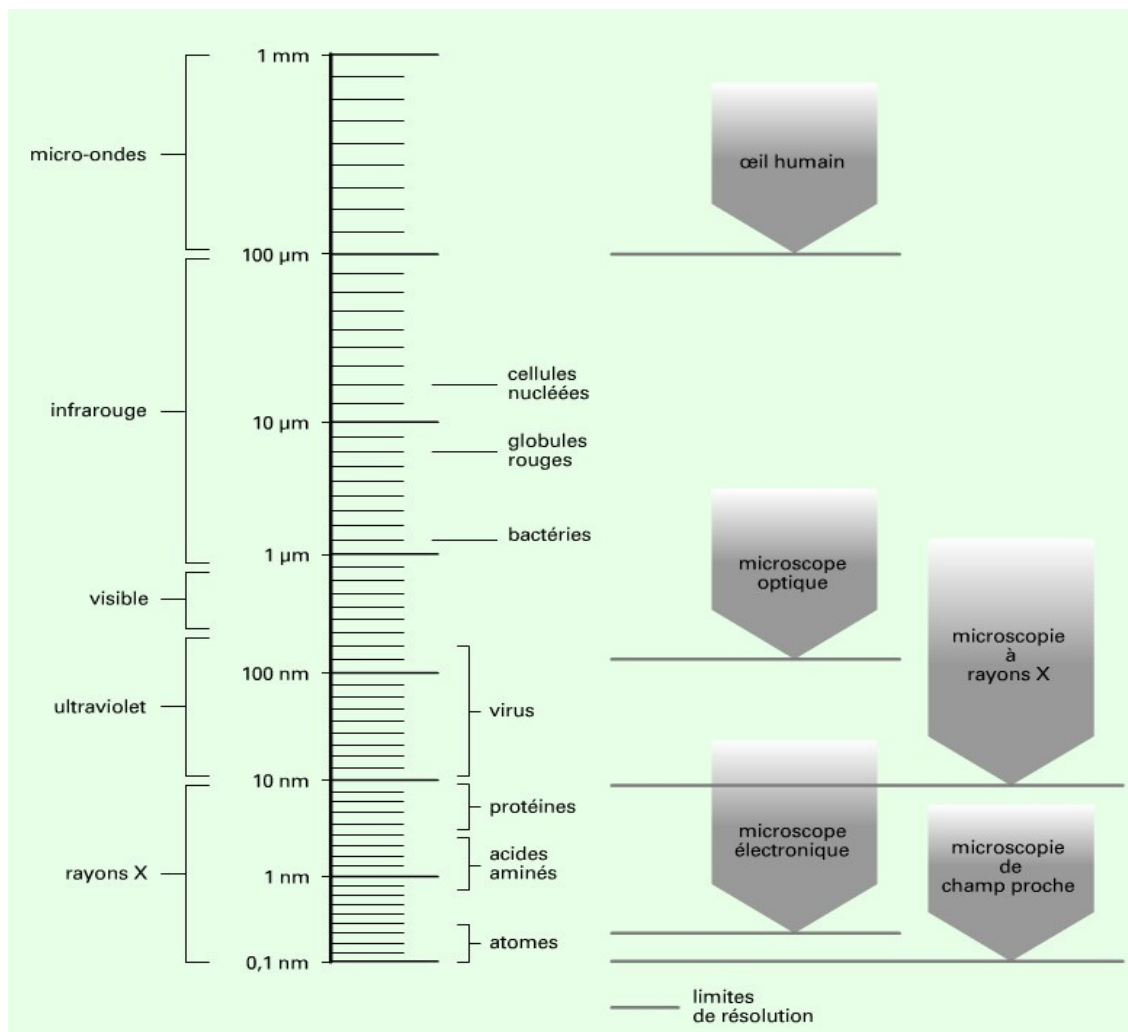 1 mm
micro-ondes
100 µm
infrarouge
10 µm
1 µm
visible
100 nm
ultraviolet
10 nm
rayons X
1 nm
0,1 nm
cellules
nucléées
globules
rouges
bactéries
virus
protéines
acides
aminés
atomes
œil humain
microscope
optique
microscopie
à
rayons X
microscope
électronique
microscopie
de
champ proche
limites
de résolution